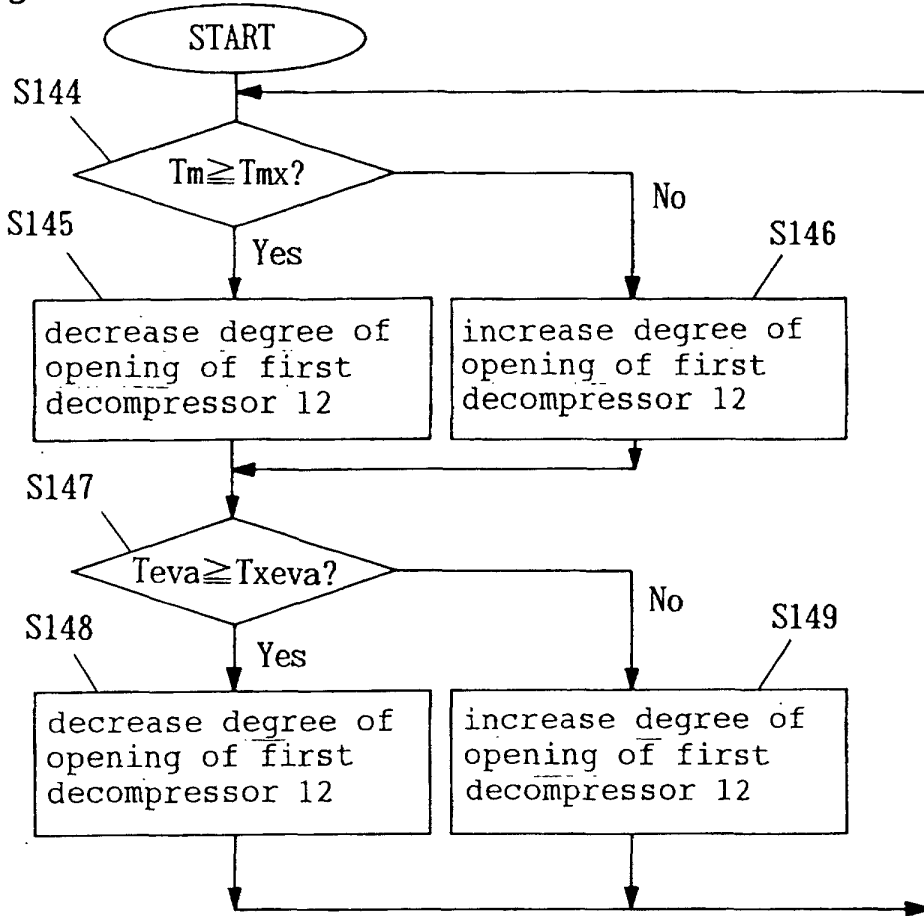 START
S144
Tm≧Tmx?
No
S145
Yes
S146
decrease degree of
opening of first
decompressor 12
increase degree of
opening of first
decompressor 12
S147
Teva≧Txeva?
No
S148
Yes
S149
decrease degree of
opening of first
decompressor 12
increase degree of
opening of first
decompressor 12